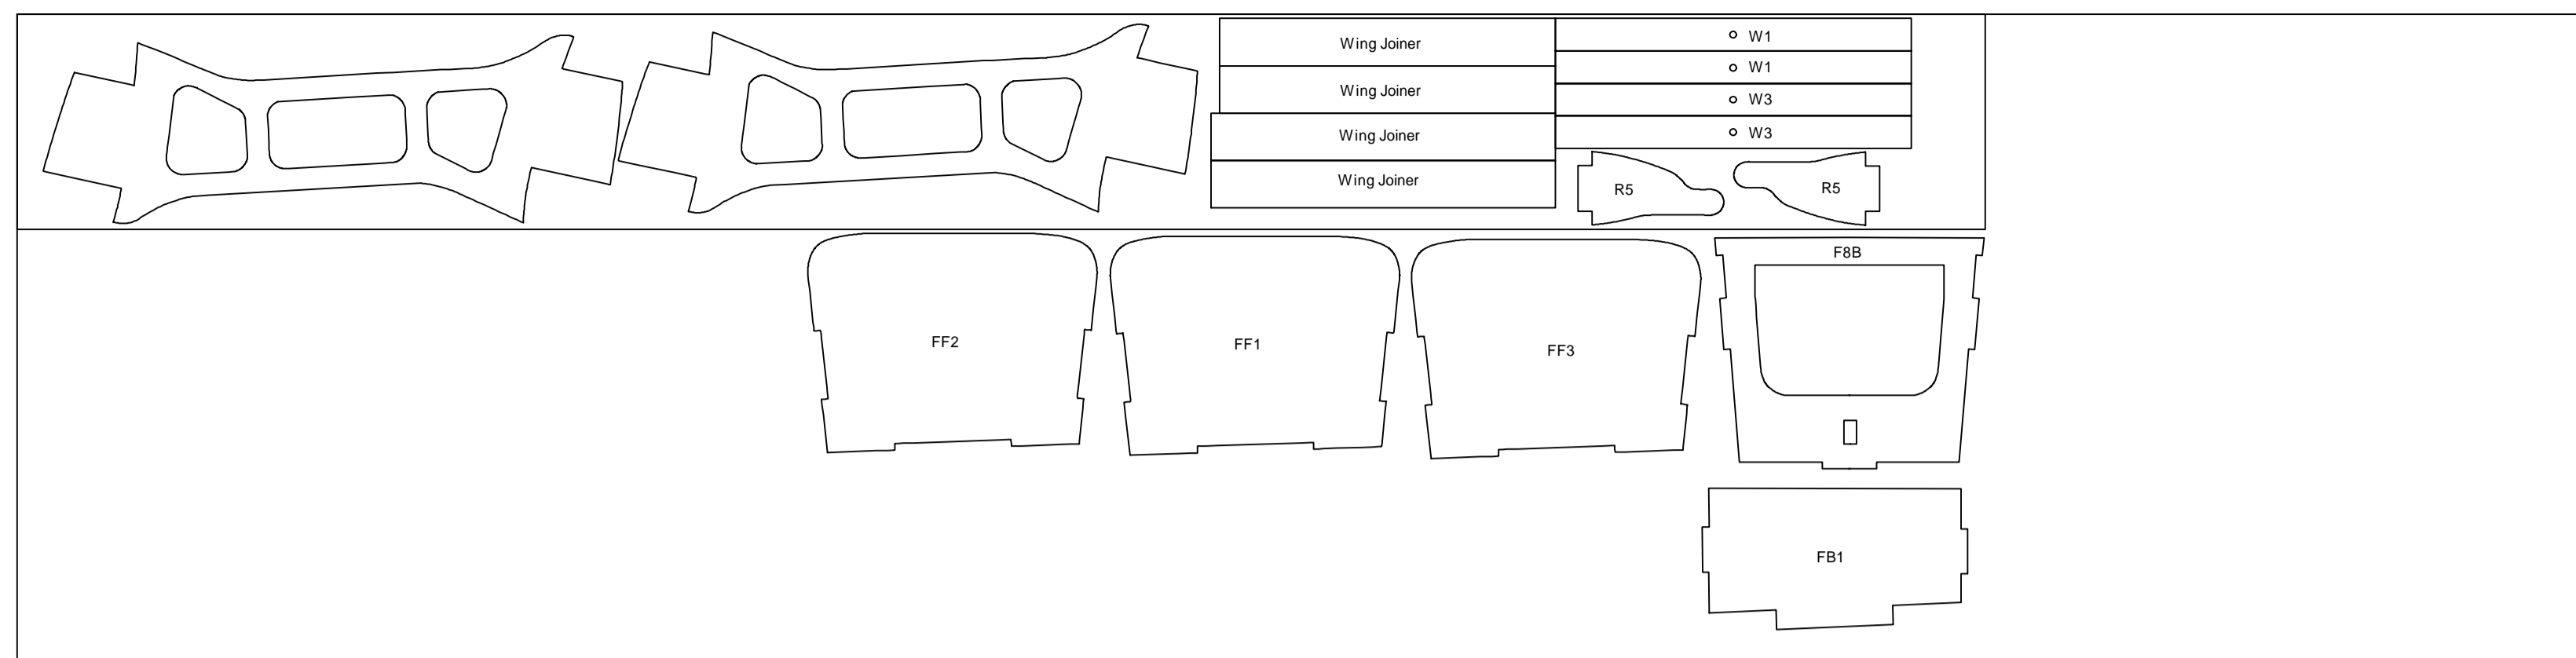 Wing Joiner
Wing Joiner
Wing Joiner
Wing Joiner
W1
W1
W3
W3
R5
R5
FF2
FF1
FF3
F8B
FB1